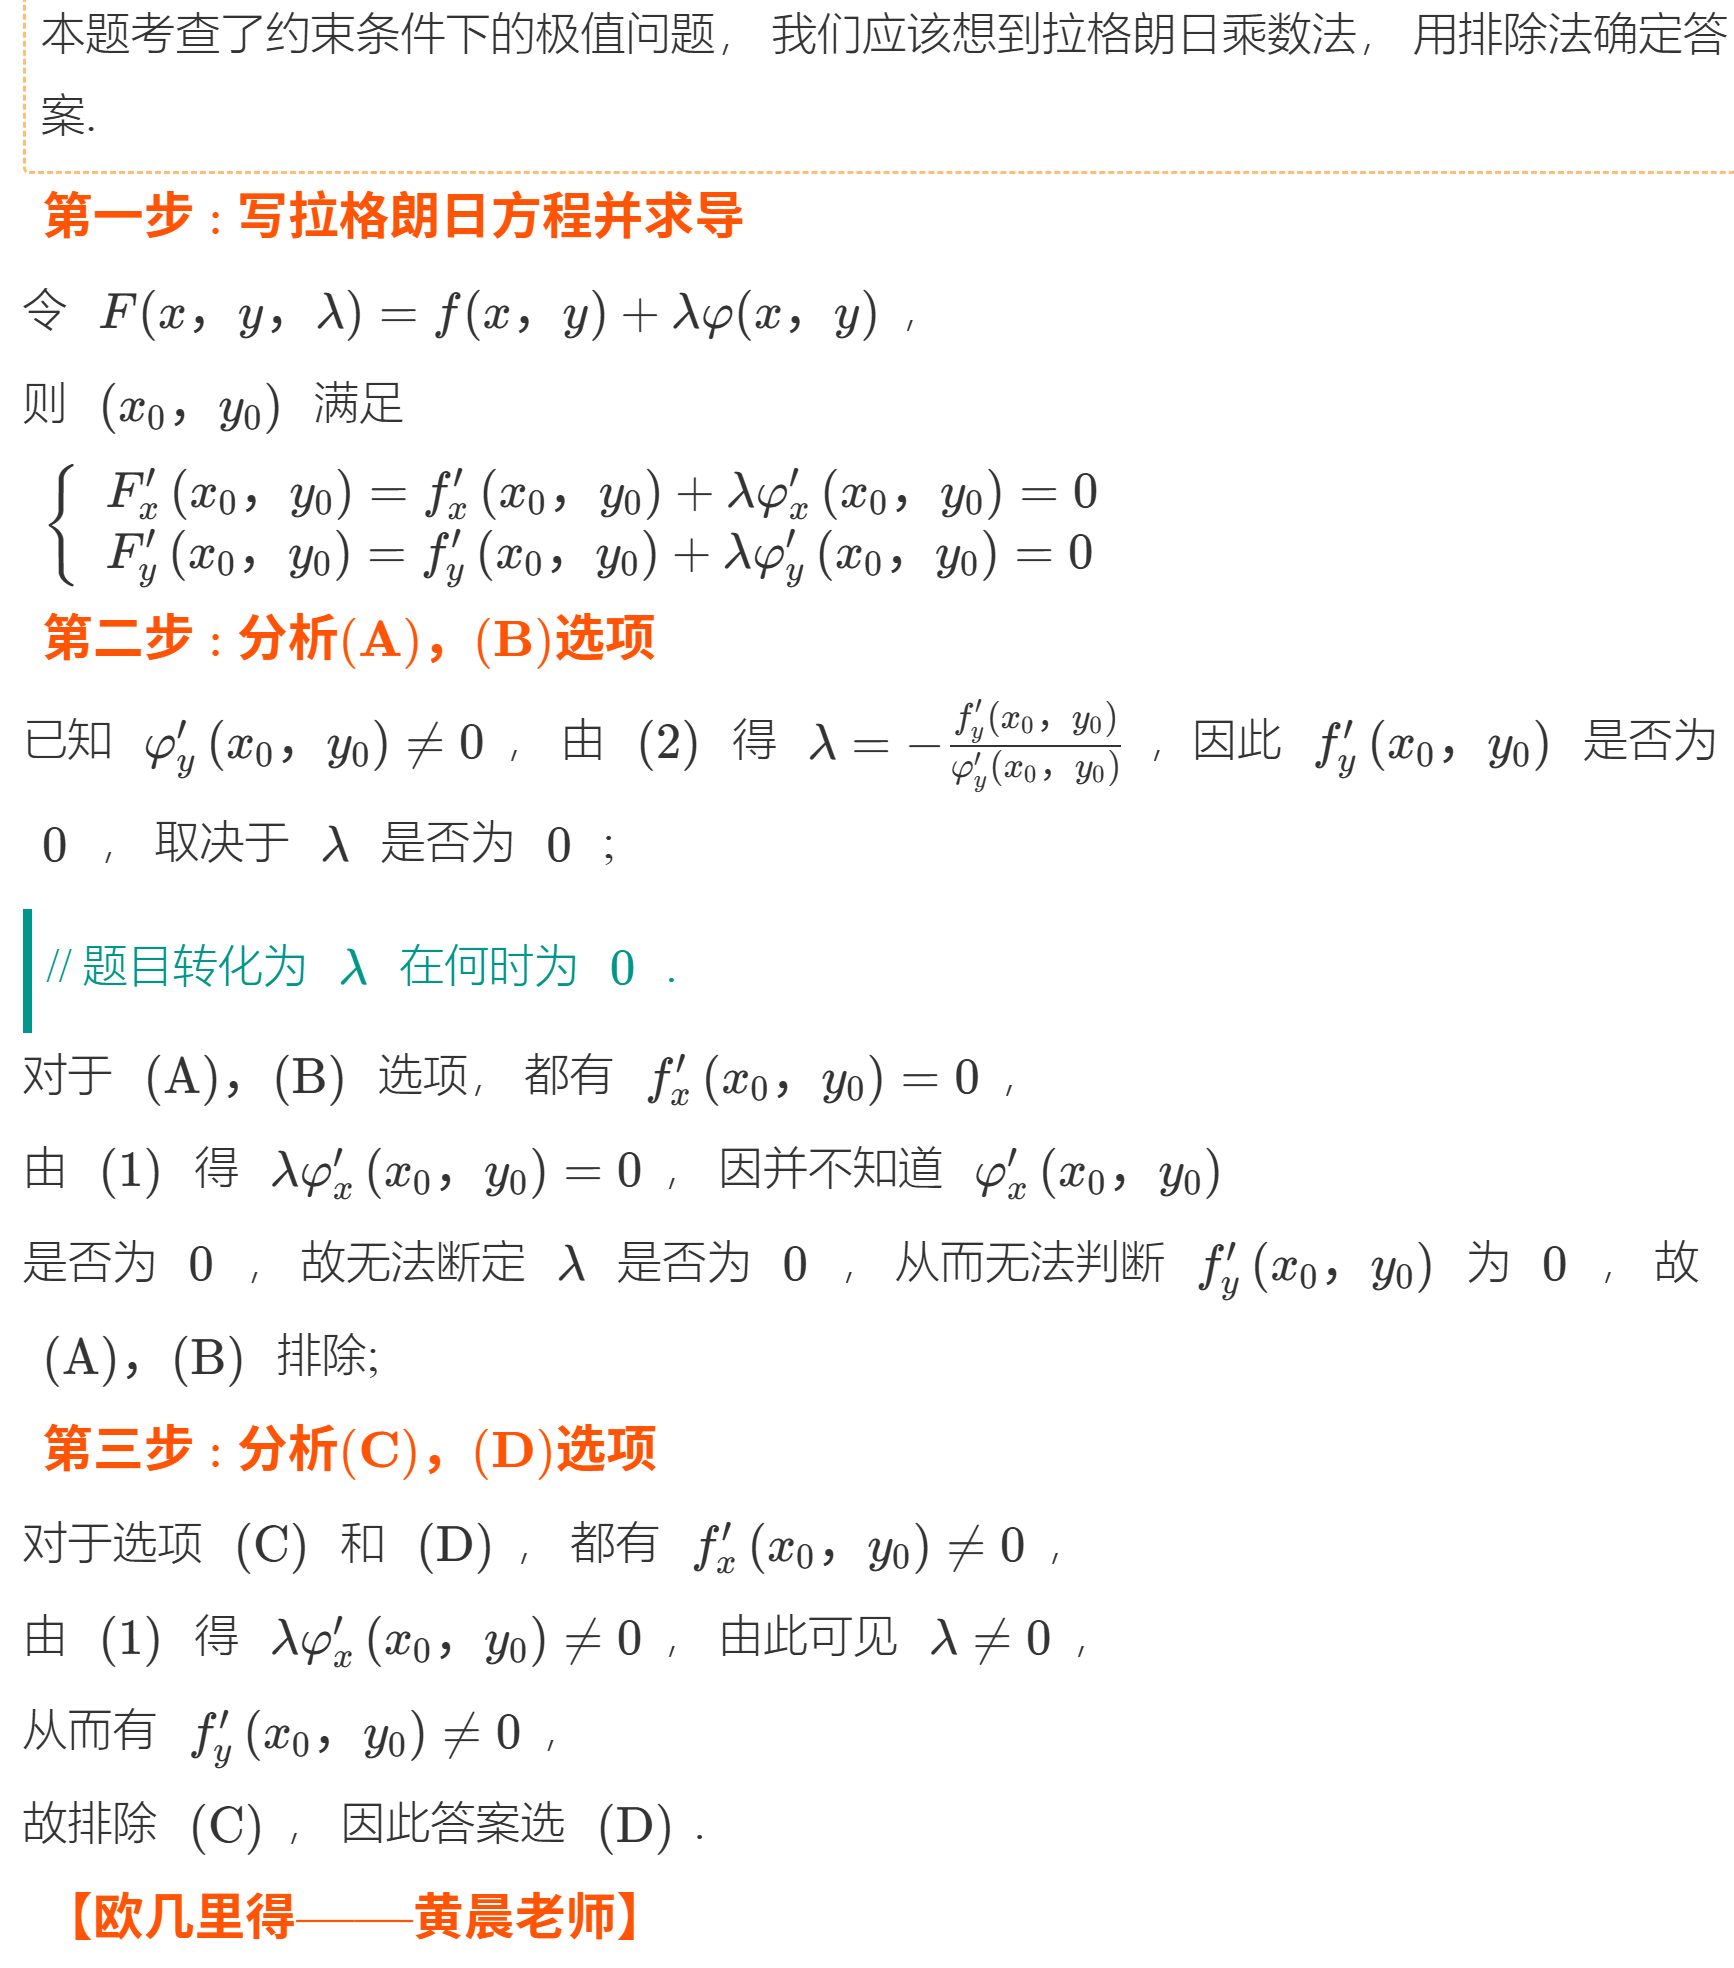 本题考查了约束条件下的极值问题, 我们应该想到拉格朗日乘数法, 用排除法确定答
案.
第一步 : 写拉格朗日方程并求导
令 F(x, y, λ) = f(x, y) + λφ(x, y) ,
则 (x₀, y₀) 满足
{ F′ₓ (x₀, y₀) = f′ₓ (x₀, y₀) + λφ′ₓ (x₀, y₀) = 0
F′_y (x₀, y₀) = f′_y (x₀, y₀) + λφ′_y (x₀, y₀) = 0
第二步 : 分析(A), (B)选项
已知 φ′_y (x₀, y₀) ≠ 0 , 由 (2) 得 λ = −\frac{f′_y(x₀, y₀)}{φ′_y(x₀, y₀)} , 因此 f′_y (x₀, y₀) 是否为
0 , 取决于 λ 是否为 0 ;
// 题目转化为 λ 在何时为 0 .
对于 (A), (B) 选项, 都有 f′ₓ (x₀, y₀) = 0 ,
由 (1) 得 λφ′ₓ (x₀, y₀) = 0 , 因并不知道 φ′ₓ (x₀, y₀)
是否为 0 , 故无法断定 λ 是否为 0 , 从而无法判断 f′_y (x₀, y₀) 为 0 , 故
(A), (B) 排除;
第三步 : 分析(C), (D)选项
对于选项 (C) 和 (D) , 都有 f′ₓ (x₀, y₀) ≠ 0 ,
由 (1) 得 λφ′ₓ (x₀, y₀) ≠ 0 , 由此可见 λ ≠ 0 ,
从而有 f′_y (x₀, y₀) ≠ 0 ,
故排除 (C) , 因此答案选 (D) .
【欧几里得———黄晨老师】